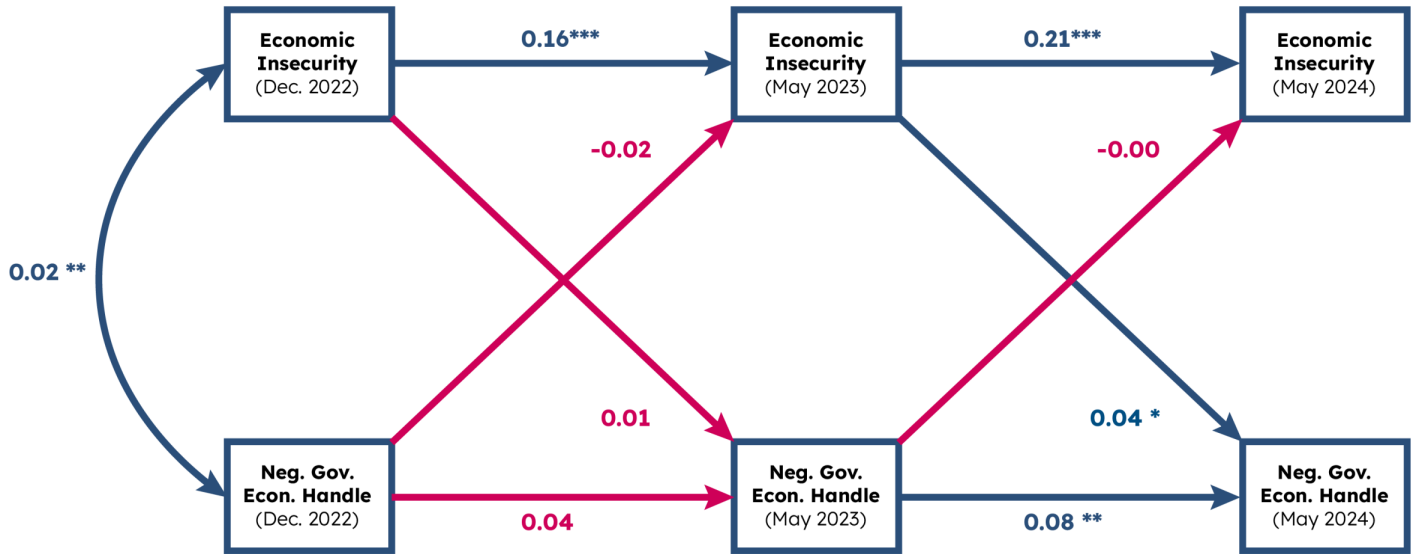 Economic
Insecurity
(Dec. 2022)
0.16***
Economic
Insecurity
(May 2023)
0.21***
Economic
Insecurity
(May 2024)
-0.02
-0.00
0.02 **
0.01
0.04 *
Neg. Gov.
Econ. Handle
(Dec. 2022)
0.04
Neg. Gov.
Econ. Handle
(May 2023)
0.08 **
Neg. Gov.
Econ. Handle
(May 2024)